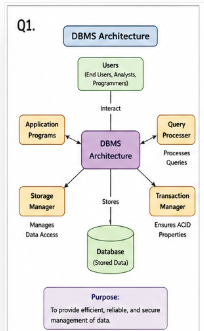 Q1.
DBMS Architecture
Users
(End Users, Analysts,
Programmers)
Interact
Application
Programs
Query
Processer
DBMS
Architecture
Processes
Queries
Storage
Manager
Transaction
Manager
Stores
Manages
Data Access
Ensures ACID
Properties
Database
(Stored Data)
Purpose:
To provide efficient, reliable, and secure
management of data.